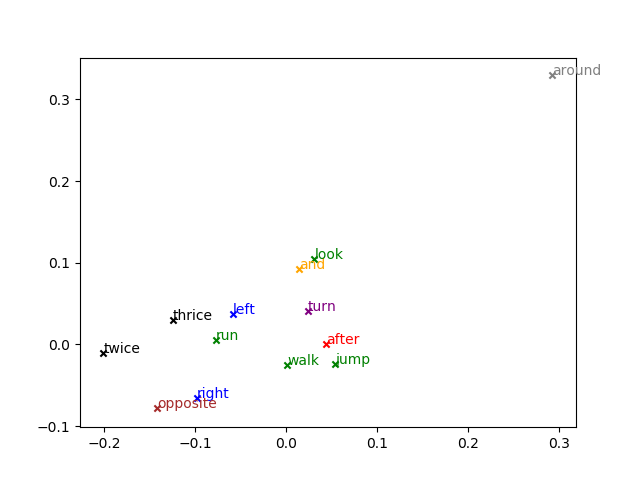 around
0.3
0.2
look
and
0.1
turn
left
thrice
run
after
0.0
twice
walk
jump
right
opposite
−0.1
−0.2 −0.1 0.0 0.1 0.2 0.3